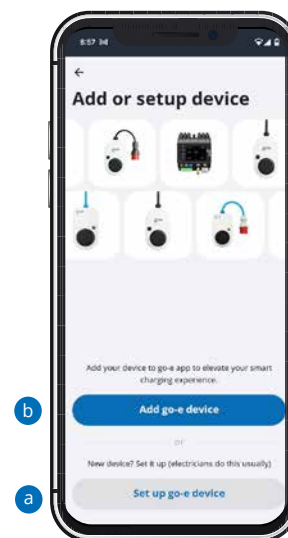 8:57
Add or setup device
Add your device to go-e app to elevate your smart
charging experience.
b
Add go-e device
or
New device? Set it up (electricians do this usually)
a
Set up go-e device